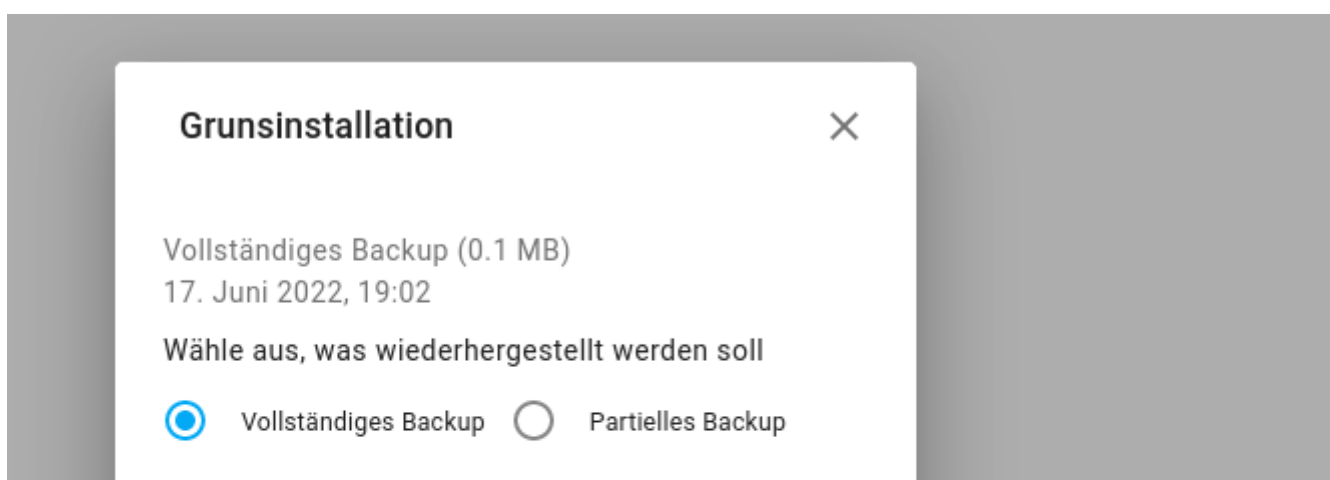 Grunsinstallation
Vollständiges Backup (0.1 MB)
17. Juni 2022, 19:02
Wähle aus, was wiederhergestellt werden soll
Vollständiges Backup Partielles Backup